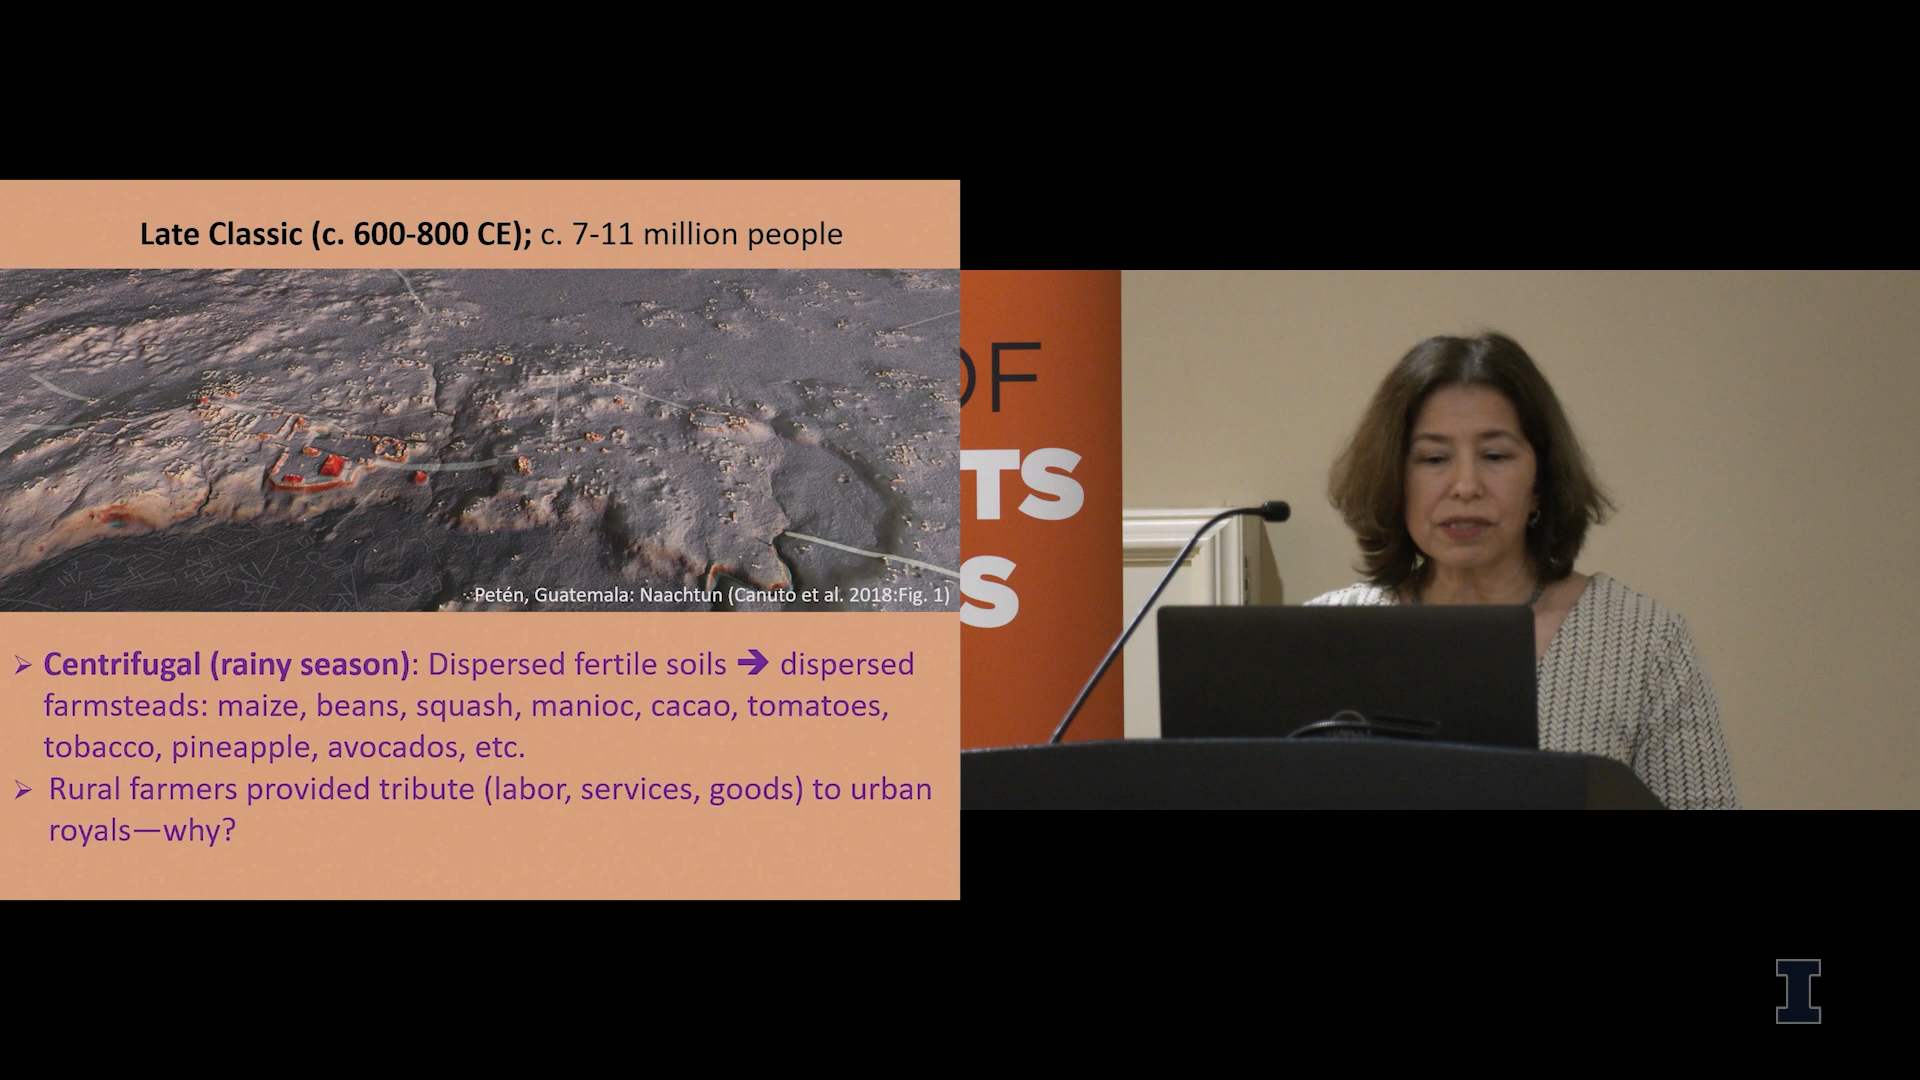 Late Classic (c. 600-800 CE); c. 7-11 million people
Petén, Guatemala: Naachtun (Canuto et al. 2018:Fig. 1)
➢ Centrifugal (rainy season): Dispersed fertile soils ➔ dispersed
farmsteads: maize, beans, squash, manioc, cacao, tomatoes,
tobacco, pineapple, avocados, etc.
➢ Rural farmers provided tribute (labor, services, goods) to urban
royals—why?
OF
TS
S
I